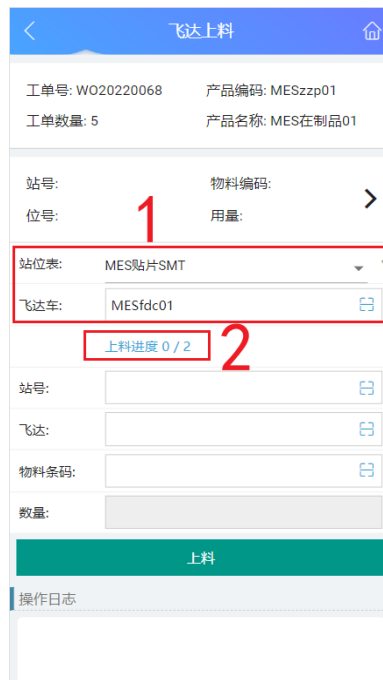 飞达上料
工单号: WO20220068 产品编码: MESzzp01
工单数量: 5 产品名称: MES在制品01
站号: 物料编码:
位号: 用量:
1
站位表: MES贴片SMT
飞达车: MESfdc01
上料进度 0 / 2
2
站号:
飞达:
物料条码:
数量:
上料
操作日志